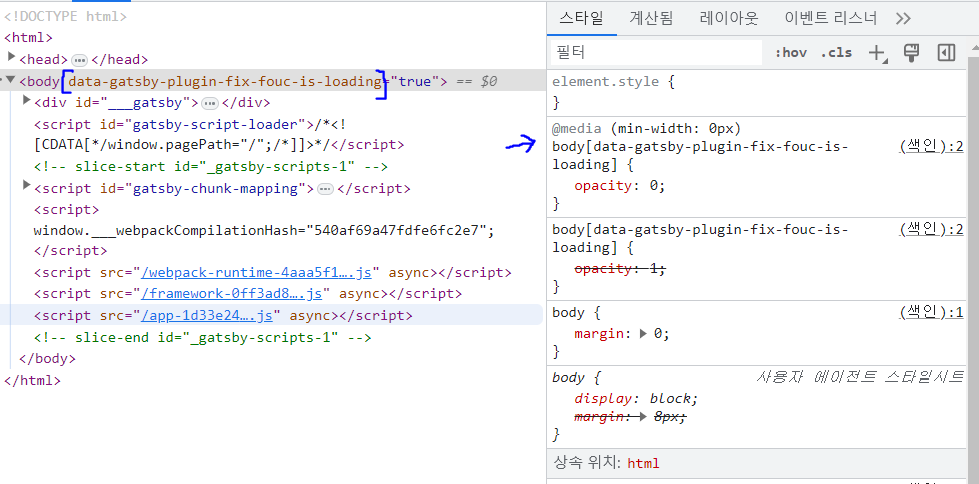 <!DOCTYPE html>
<html>
<head> … </head>
<body data-gatsby-plugin-fix-fouc-is-loading="true"> == $0
<div id="___gatsby"> … </div>
<script id="gatsby-script-loader">/*<!
[CDATA[*/window.pagePath="/";/*]]>*/</script>
<!-- slice-start id="_gatsby-scripts-1" -->
<script id="gatsby-chunk-mapping"> … </script>
<script>
window.___webpackCompilationHash="540af69a47fdfe6fc2e7";
</script>
<script src="/webpack-runtime-4aaa5f1….js" async></script>
<script src="/framework-0ff3ad8….js" async></script>
<script src="/app-1d33e24….js" async></script>
<!-- slice-end id="_gatsby-scripts-1" -->
</body>
</html>
스타일 계산됨 레이아웃 이벤트 리스너
필터 :hov .cls
element.style {
}
@media (min-width: 0px)
body[data-gatsby-plugin-fix-fouc-is- (색인):2
loading] {
opacity: 0;
}
body[data-gatsby-plugin-fix-fouc-is- (색인):2
loading] {
opacity: 1;
}
body { (색인):1
margin: 0;
}
body { 사용자 에이전트 스타일시트
display: block;
margin: 8px;
}
상속 위치: html